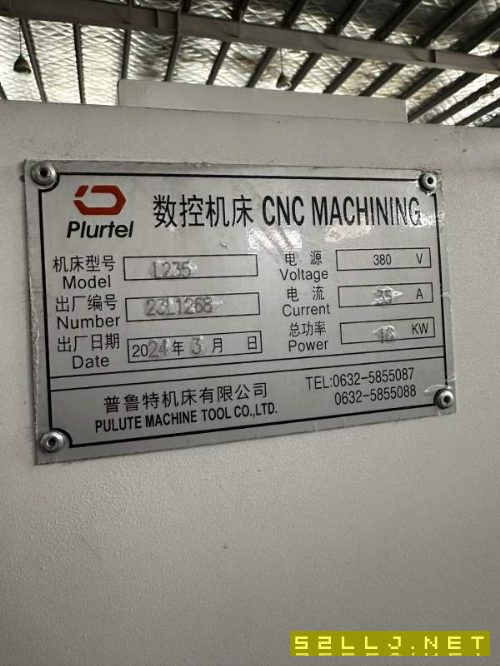 Plurtel
数控机床 CNC MACHINING
机床型号 Model L235
出厂编号 Number 23L1268
出厂日期 Date 2024年3月 日
电源 Voltage 380 V
电流 Current 35 A
总功率 Power 18 KW
普鲁特机床有限公司
PULUTE MACHINE TOOL CO.,LTD.
TEL:0632-5855087
0632-5855088
52LLJ.NET